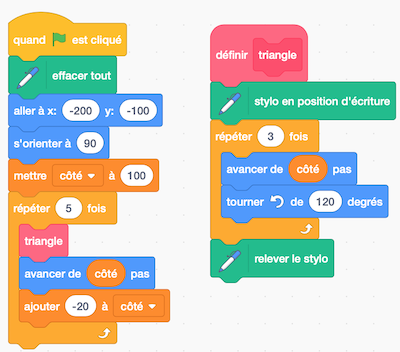 quand est cliqué
effacer tout
aller à x: -200 y: -100
s'orienter à 90
mettre côté à 100
répéter 5 fois
triangle
avancer de côté pas
ajouter -20 à côté
définir triangle
stylo en position d'écriture
répéter 3 fois
avancer de côté pas
tourner de 120 degrés
relever le stylo